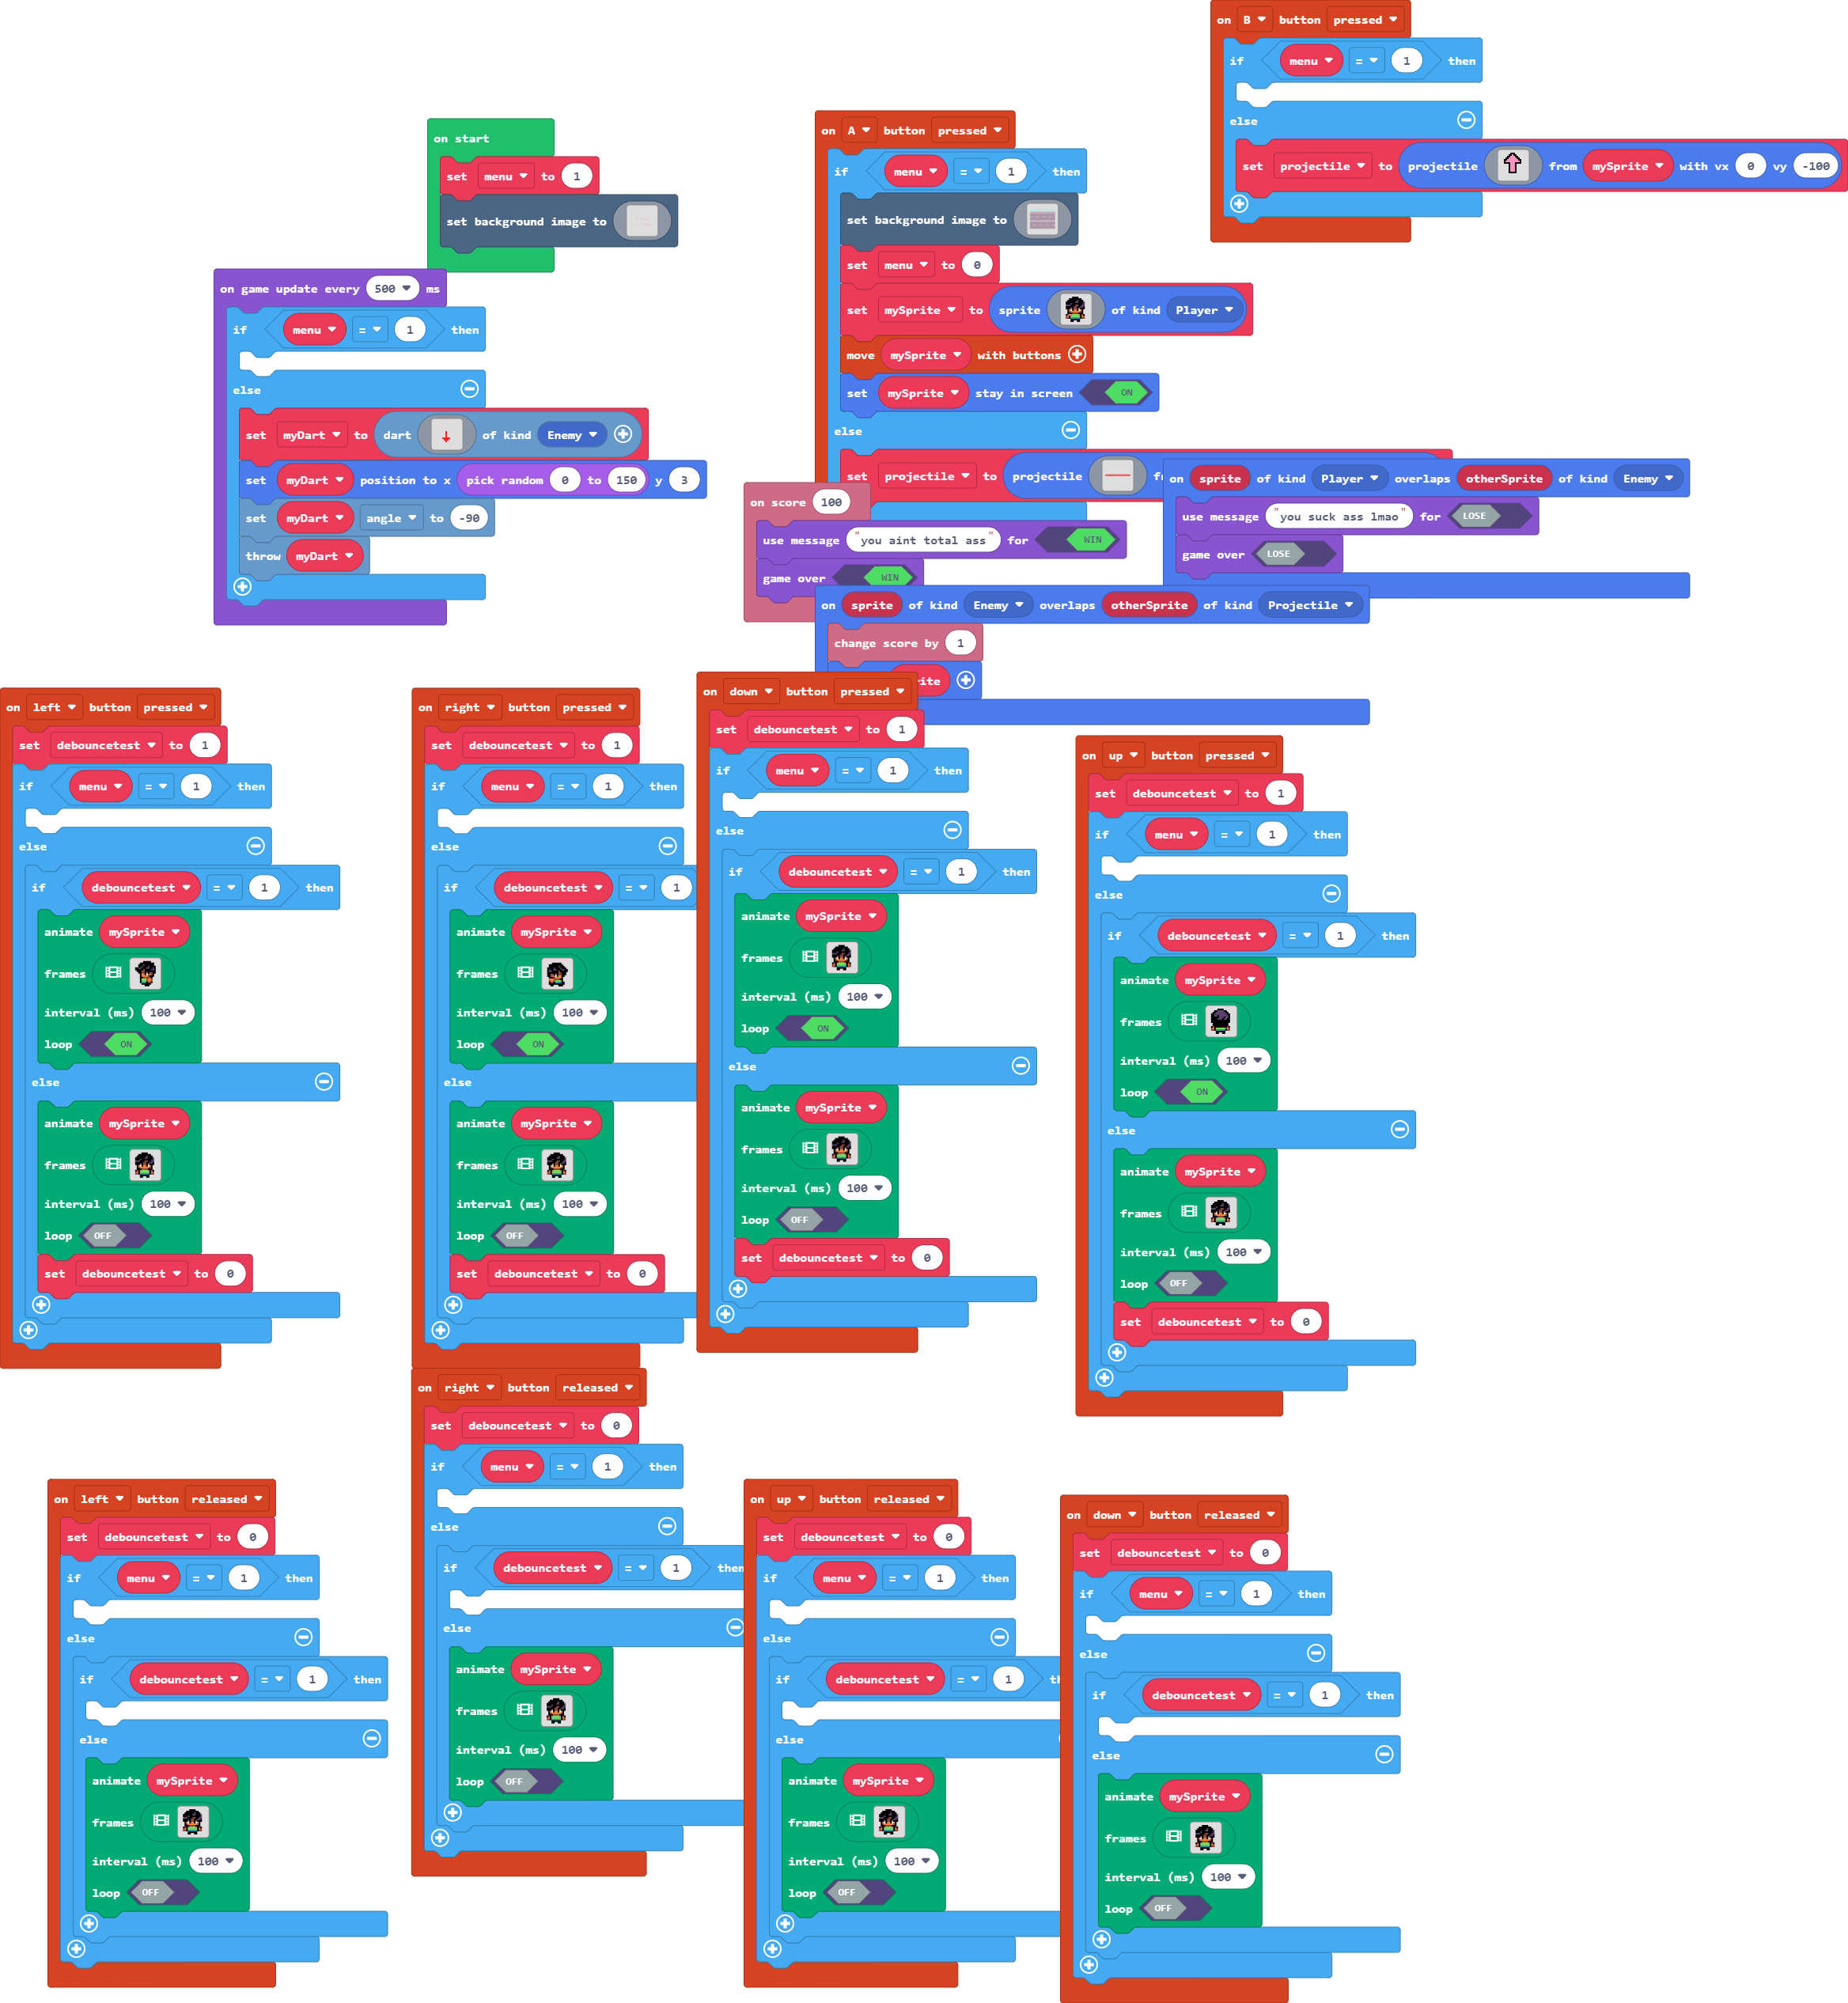 on B button pressed
if menu = 1 then
else
set projectile to projectile from mySprite with vx 0 vy -100
on start
set menu to 1
set background image to
on A button pressed
if menu = 1 then
set background image to
set menu to 0
set mySprite to sprite of kind Player
move mySprite with buttons
set mySprite stay in screen ON
else
set projectile to projectile
on game update every 500 ms
if menu = 1 then
else
set myDart to dart of kind Enemy
set myDart position to x pick random 0 to 150 y 3
set myDart angle to -90
throw myDart
on score 100
use message "you aint total ass" for WIN
game over WIN
on sprite of kind Player overlaps otherSprite of kind Enemy
use message "you suck ass lmao" for LOSE
game over LOSE
on sprite of kind Enemy overlaps otherSprite of kind Projectile
change score by 1
on left button pressed
set debouncetest to 1
if menu = 1 then
else
if debouncetest = 1 then
animate mySprite
frames
interval (ms) 100
loop ON
else
animate mySprite
frames
interval (ms) 100
loop OFF
set debouncetest to 0
on right button pressed
set debouncetest to 1
if menu = 1 then
else
if debouncetest = 1
animate mySprite
frames
interval (ms) 100
loop ON
else
animate mySprite
frames
interval (ms) 100
loop OFF
set debouncetest to 0
on down button pressed
set debouncetest to 1
if menu = 1 then
else
if debouncetest = 1 then
animate mySprite
frames
interval (ms) 100
loop ON
else
animate mySprite
frames
interval (ms) 100
loop OFF
set debouncetest to 0
on up button pressed
set debouncetest to 1
if menu = 1 then
else
if debouncetest = 1 then
animate mySprite
frames
interval (ms) 100
loop ON
else
animate mySprite
frames
interval (ms) 100
loop OFF
set debouncetest to 0
on left button released
set debouncetest to 0
if menu = 1 then
else
if debouncetest = 1 then
else
animate mySprite
frames
interval (ms) 100
loop OFF
on right button released
set debouncetest to 0
if menu = 1 then
else
if debouncetest = 1 then
else
animate mySprite
frames
interval (ms) 100
loop OFF
on up button released
set debouncetest to 0
if menu = 1 then
else
if debouncetest = 1
else
animate mySprite
frames
interval (ms) 100
loop OFF
on down button released
set debouncetest to 0
if menu = 1 then
else
if debouncetest = 1 then
else
animate mySprite
frames
interval (ms) 100
loop OFF